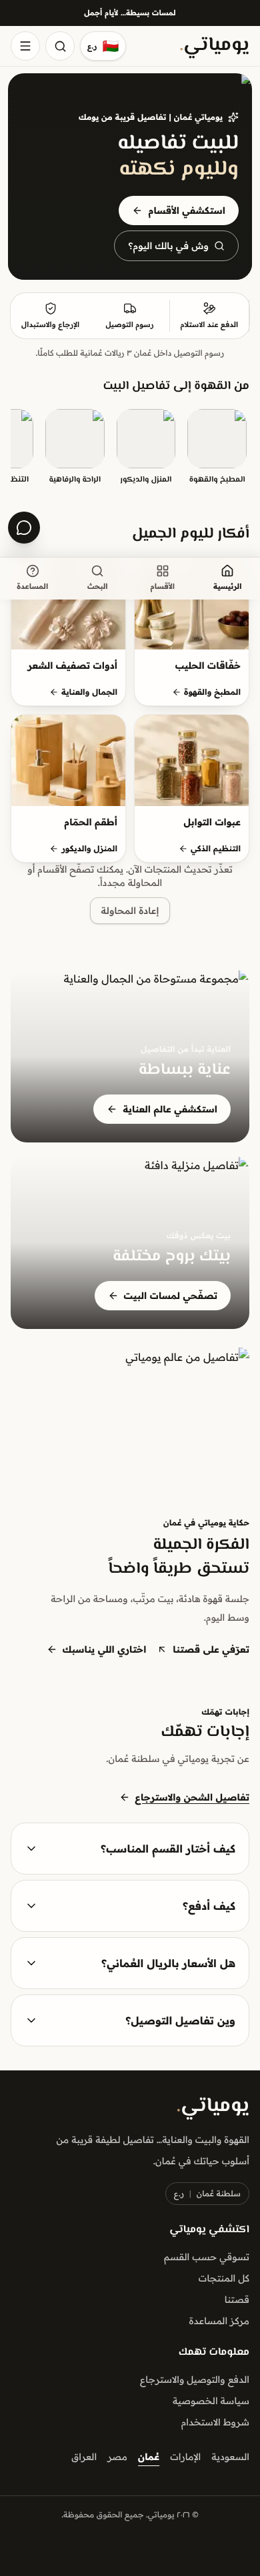 لمسات بسيطة... لأيام أجمل
يومياتي.
ر.ع
يومياتي عُمان | تفاصيل قريبة من يومك
للبيت تفاصيله
ولليوم نكهته
استكشفي الأقسام
وش في بالك اليوم؟
الدفع عند الاستلام
رسوم التوصيل
الإرجاع والاستبدال
رسوم التوصيل داخل عُمان ٣ ريالات عُمانية للطلب كاملًا.
من القهوة إلى تفاصيل البيت
المطبخ والقهوة
المنزل والديكور
الراحة والرفاهية
أفكار لليوم الجميل
الرئيسية
الأقسام
البحث
المساعدة
خفّاقات الحليب
المطبخ والقهوة
أدوات تصفيف الشعر
الجمال والعناية
عبوات التوابل
التنظيم الذكي
أطقم الحمّام
المنزل والديكور
تعذّر تحديث المنتجات الآن. يمكنك تصفّح الأقسام أو
المحاولة مجدداً.
إعادة المحاولة
مجموعة مستوحاة من الجمال والعناية
العناية تبدأ من التفاصيل
عناية ببساطة
استكشفي عالم العناية
تفاصيل منزلية دافئة
بيت يعكس ذوقك
بيتك بروح مختلفة
تصفّحي لمسات البيت
تفاصيل من عالم يومياتي
حكاية يومياتي في عُمان
الفكرة الجميلة
تستحق طريقاً واضحاً
جلسة قهوة هادئة، بيت مرتّب، ومساحة من الراحة
وسط اليوم.
تعرّفي على قصتنا
اختاري اللي يناسبك
إجابات تهمّك
إجابات تهمّك
عن تجربة يومياتي في سلطنة عُمان.
تفاصيل الشحن والاسترجاع
كيف أختار القسم المناسب؟
كيف أدفع؟
هل الأسعار بالريال العُماني؟
وين تفاصيل التوصيل؟
يومياتي.
القهوة والبيت والعناية... تفاصيل لطيفة قريبة من
أسلوب حياتك في عُمان.
سلطنة عُمان | ر.ع
اكتشفي يومياتي
تسوقي حسب القسم
كل المنتجات
قصتنا
مركز المساعدة
معلومات تهمك
الدفع والتوصيل والاسترجاع
سياسة الخصوصية
شروط الاستخدام
السعودية
الإمارات
عُمان
مصر
العراق
© ٢٠٢٦ يومياتي. جميع الحقوق محفوظة.